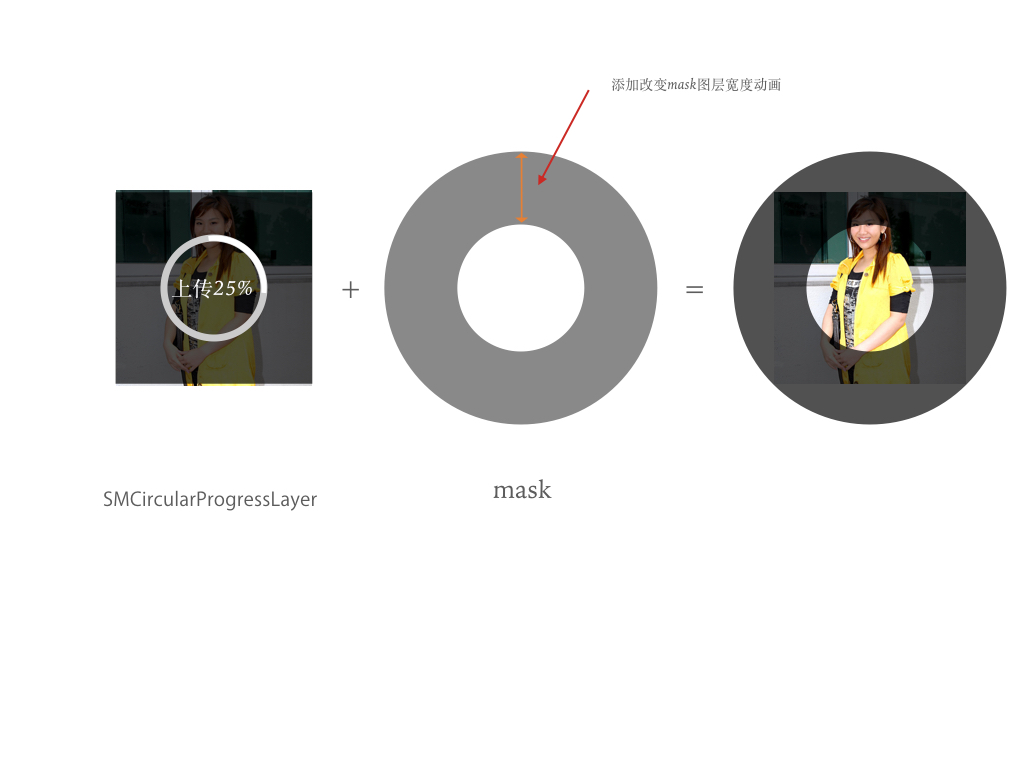 添加改变mask图层宽度动画
上传25%
+
=
SMCircularProgressLayer
mask